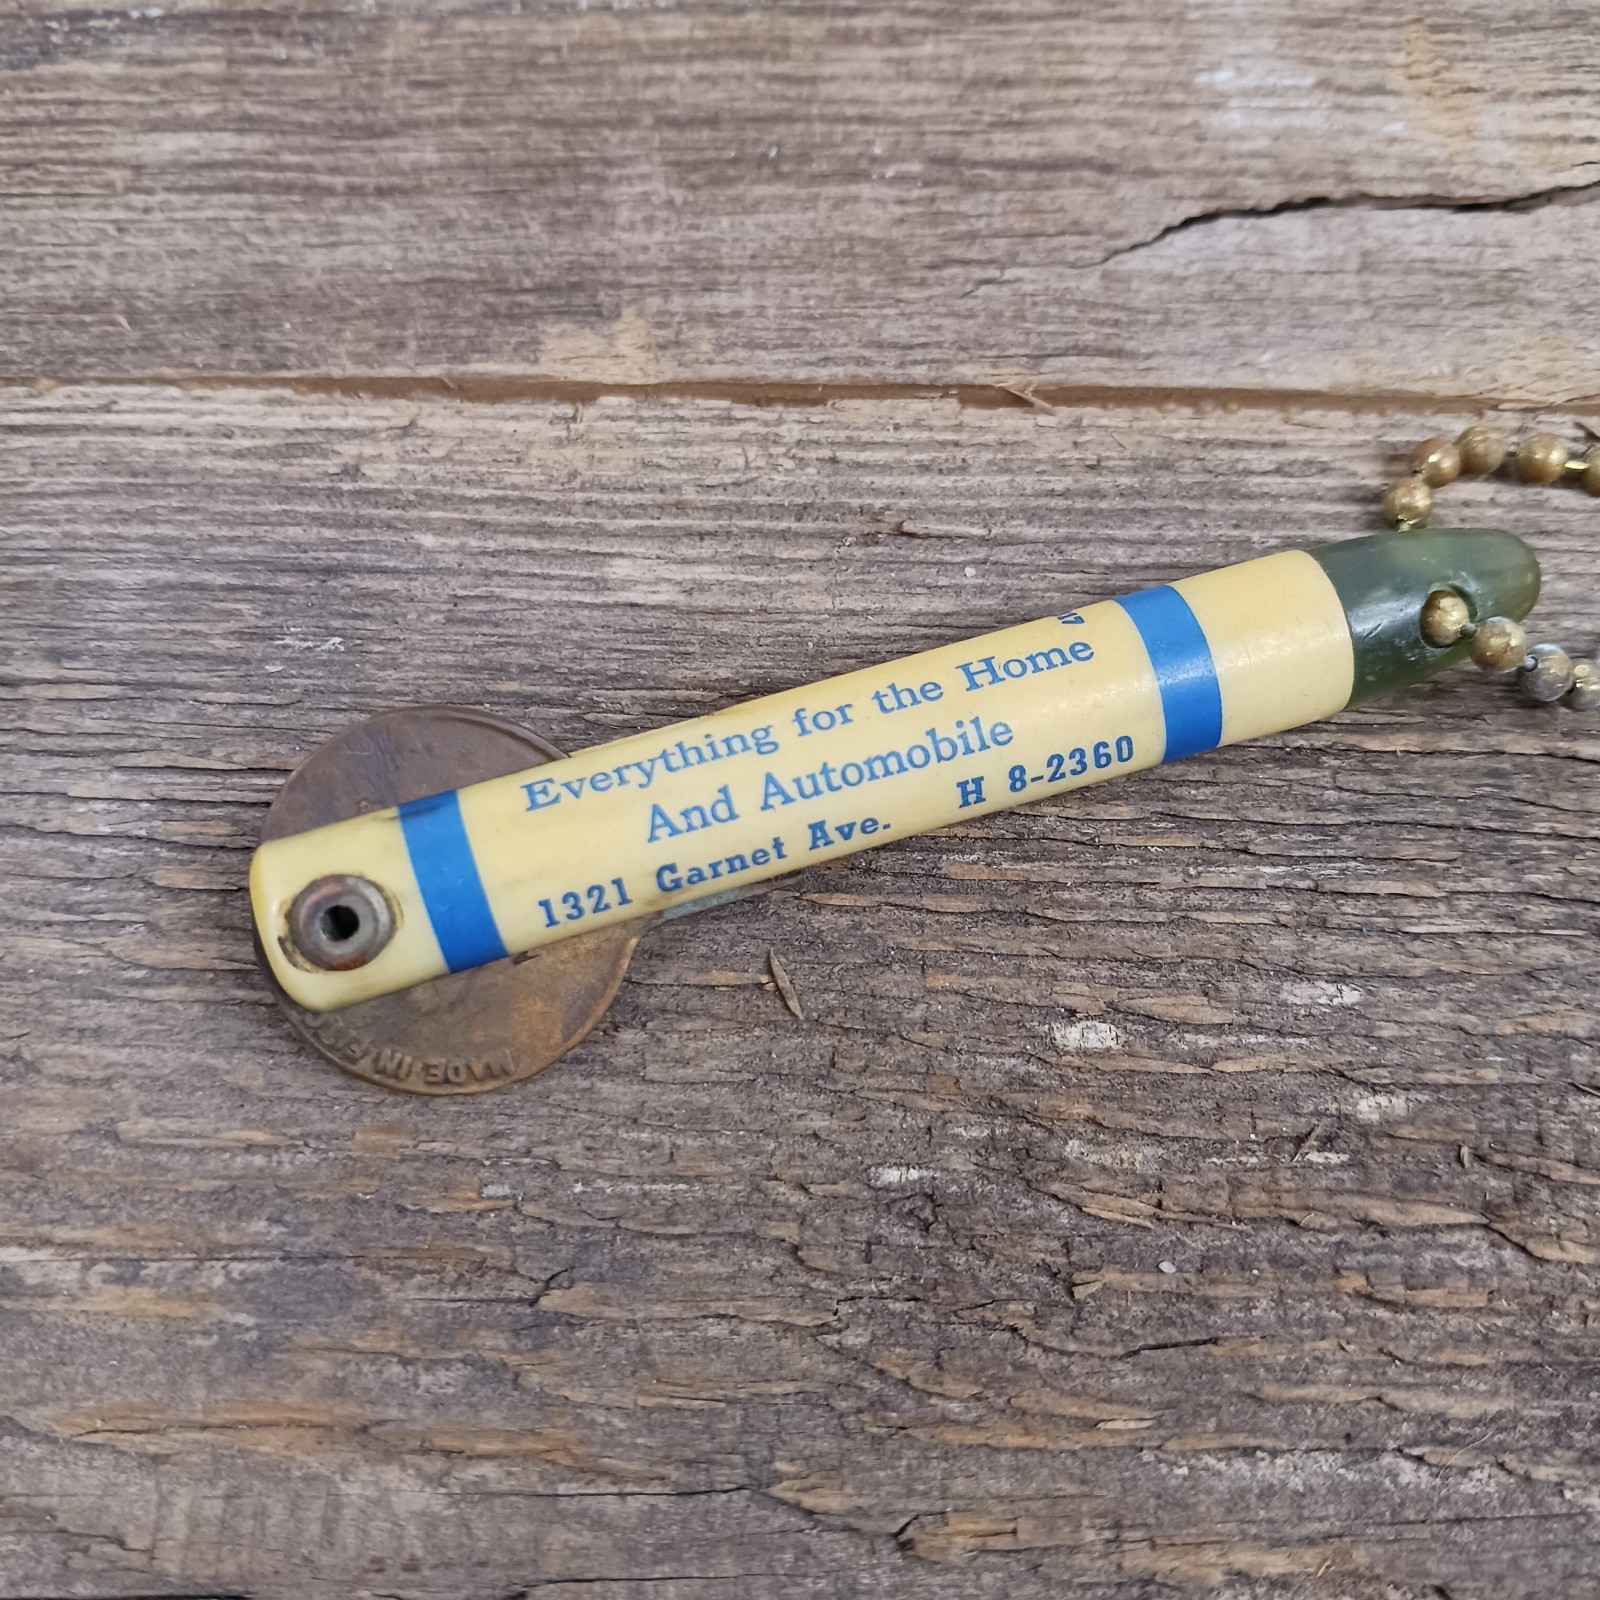 Everything for the Home
And Automobile
1321 Garnet Ave. H 8-2360
MADE IN